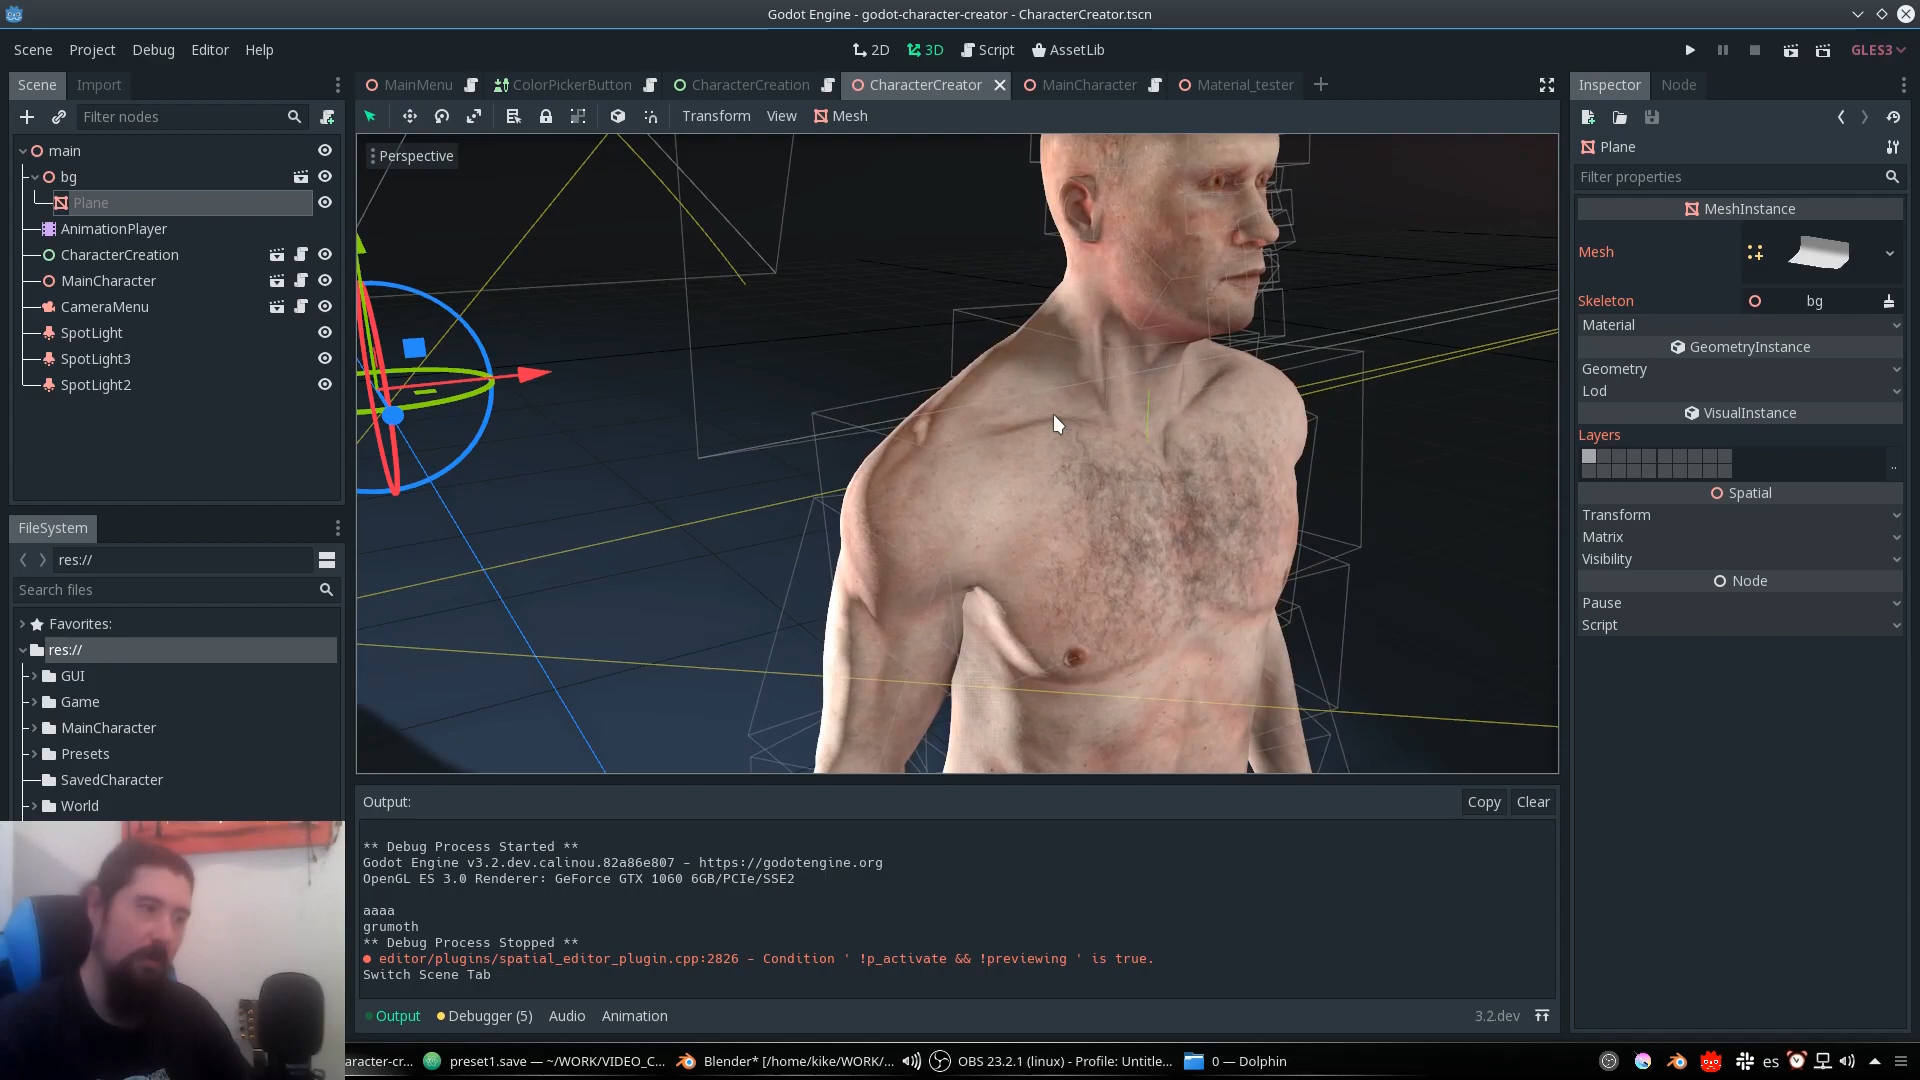 Godot Engine - godot-character-creator - CharacterCreator.tscn
Scene Project Debug Editor Help
2D 3D Script AssetLib
GLES3
Scene Import
Filter nodes
main
bg
Plane
AnimationPlayer
CharacterCreation
MainCharacter
CameraMenu
SpotLight
SpotLight3
SpotLight2
FileSystem
res://
Search files
Favorites:
res://
GUI
Game
MainCharacter
Presets
SavedCharacter
World
MainMenu ColorPickerButton CharacterCreation CharacterCreator MainCharacter Material_tester
Transform View Mesh
Perspective
Output:
Copy Clear
** Debug Process Started **
Godot Engine v3.2.dev.calinou.82a86e807 - https://godotengine.org
OpenGL ES 3.0 Renderer: GeForce GTX 1060 6GB/PCIe/SSE2
aaaa
grumoth
** Debug Process Stopped **
editor/plugins/spatial_editor_plugin.cpp:2826 - Condition ' !p_activate && !previewing ' is true.
Switch Scene Tab
Output Debugger (5) Audio Animation
3.2.dev
Inspector Node
Plane
Filter properties
MeshInstance
Mesh
Skeleton bg
Material
GeometryInstance
Geometry
Lod
VisualInstance
Layers
..
Spatial
Transform
Matrix
Visibility
Node
Pause
Script
aracter-cr... preset1.save — ~/WORK/VIDEO_C... Blender* [/home/kike/WORK/... OBS 23.2.1 (linux) - Profile: Untitle... 0 — Dolphin
es